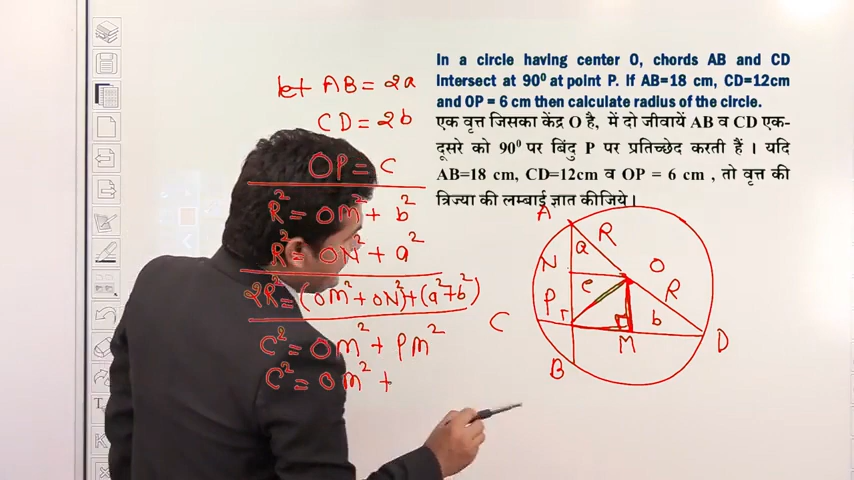 In a circle having center O, chords AB and CD
Intersect at 90⁰ at point P. If AB=18 cm, CD=12cm
and OP = 6 cm then calculate radius of the circle.
एक वृत्त जिसका केंद्र O है, में दो जीवायें AB व CD एक-
दूसरे को 90⁰ पर बिंदु P पर प्रतिच्छेद करती हैं । यदि
AB=18 cm, CD=12cm व OP = 6 cm , तो वृत्त की
त्रिज्या की लम्बाई ज्ञात कीजिये।
let AB = 2a
CD = 2b
OP = C
R² = OM² + b²
R² = ON² + a²
2R² = (OM² + ON²) + (a² + b²)
C² = OM² + PM²
C² = OM² +
A
R
a
N
O
c
R
P
b
C
M
D
B